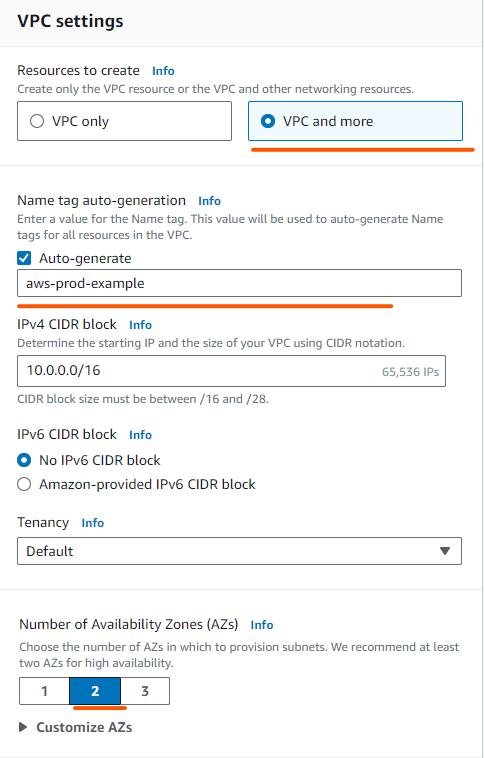 VPC settings
Resources to create Info
Create only the VPC resource or the VPC and other networking resources.
VPC only
VPC and more
Name tag auto-generation Info
Enter a value for the Name tag. This value will be used to auto-generate Name
tags for all resources in the VPC.
Auto-generate
aws-prod-example
IPv4 CIDR block Info
Determine the starting IP and the size of your VPC using CIDR notation.
10.0.0.0/16 65,536 IPs
CIDR block size must be between /16 and /28.
IPv6 CIDR block Info
No IPv6 CIDR block
Amazon-provided IPv6 CIDR block
Tenancy Info
Default
Number of Availability Zones (AZs) Info
Choose the number of AZs in which to provision subnets. We recommend at least
two AZs for high availability.
1 2 3
Customize AZs